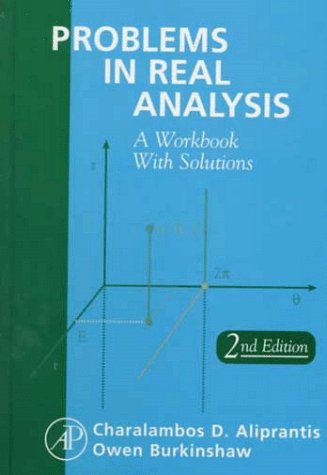 PROBLEMS
IN REAL
ANALYSIS
A Workbook
With Solutions
z
2π
θ
E
r
2nd Edition
AP
Charalambos D. Aliprantis
Owen Burkinshaw